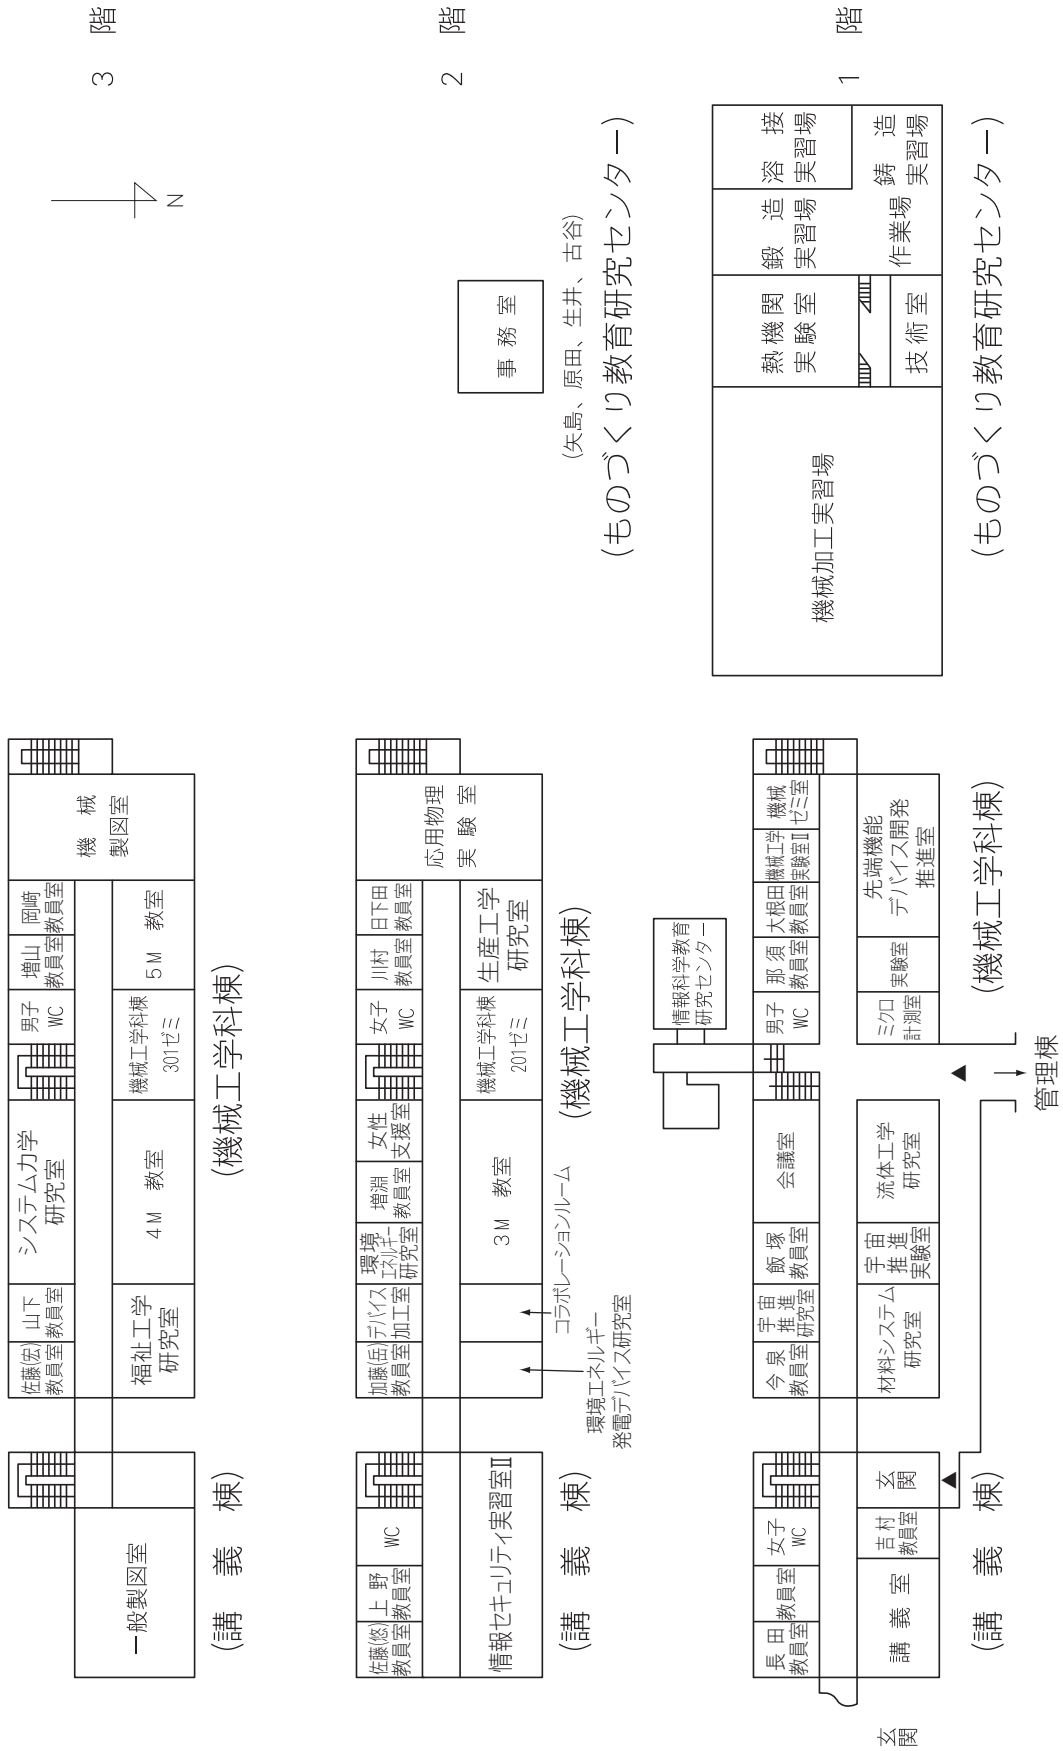 3 階
N
機 械
製図室
岡﨑
教員室
増山
教員室
男子
WC
5M 教室
機械工学科棟
301ゼミ
システム力学
研究室
4M 教室
山下
教員室
佐藤(宏)
教員室
福祉工学
研究室
(機械工学科棟)
一般製図室
(講 義 棟)
2 階
事 務 室
(矢島、原田、生井、古谷)
(ものづくり教育研究センター)
応用物理
実 験 室
日下田
教員室
川村
教員室
女子
WC
生産工学
研究室
機械工学科棟
201ゼミ
女性
支援室
増淵
教員室
環境
エネルギー
研究室
デバイス
加工室
加藤(岳)
教員室
3M 教室
コラボレーションルーム
環境エネルギー
発電デバイス研究室
(機械工学科棟)
WC
上 野
教員室
佐藤(悠)
教員室
情報セキュリティ実習室Ⅱ
(講 義 棟)
1 階
溶 接
実習場
鋳 造
実習場
鍛 造
実習場
作業場
熱機関
実験室
技術室
機械加工実習場
(ものづくり教育研究センター)
機械
ゼミ室
機械工学
実験室Ⅱ
大根田
教員室
那 須
教員室
男子
WC
先端機能
デバイス開発
推進室
実験室
ミクロ
計測室
情報科学教育
研究センター
管理棟
会議室
飯 塚
教員室
宇 宙
推 進
研究室
今 泉
教員室
流体工学
研究室
宇 宙
推 進
実験室
材料システム
研究室
(機械工学科棟)
女子
WC
教員室
長 田
教員室
玄
関
吉 村
教員室
講 義 室
(講 義 棟)
玄
関